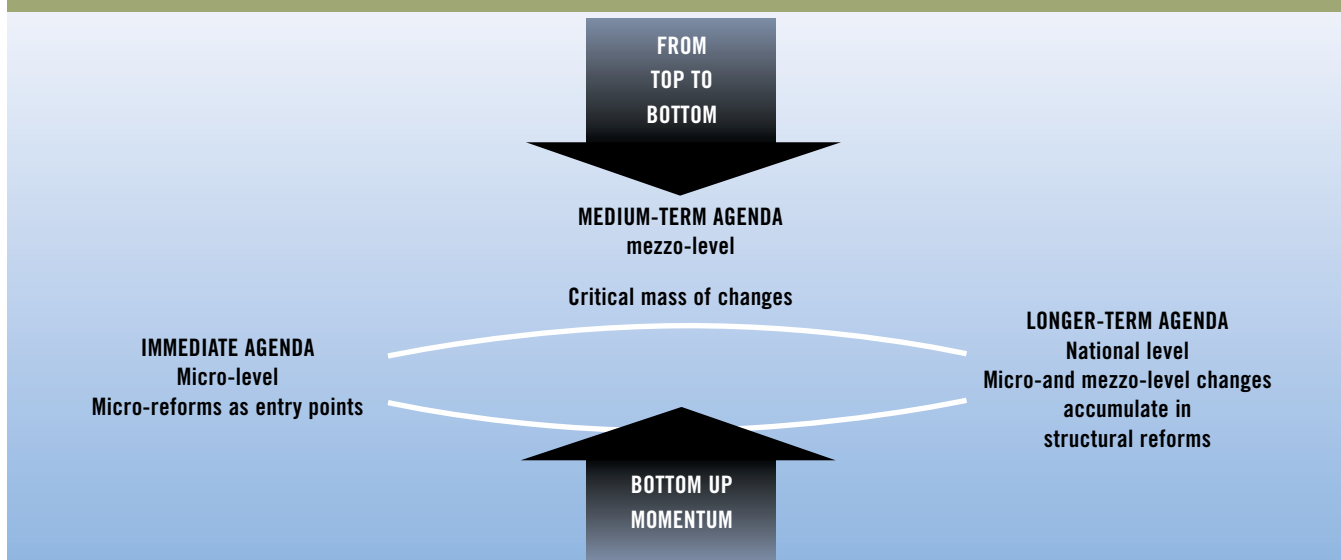 FROM
TOP TO
BOTTOM
MEDIUM-TERM AGENDA
mezzo-level
Critical mass of changes
IMMEDIATE AGENDA
Micro-level
Micro-reforms as entry points
LONGER-TERM AGENDA
National level
Micro-and mezzo-level changes
accumulate in
structural reforms
BOTTOM UP
MOMENTUM